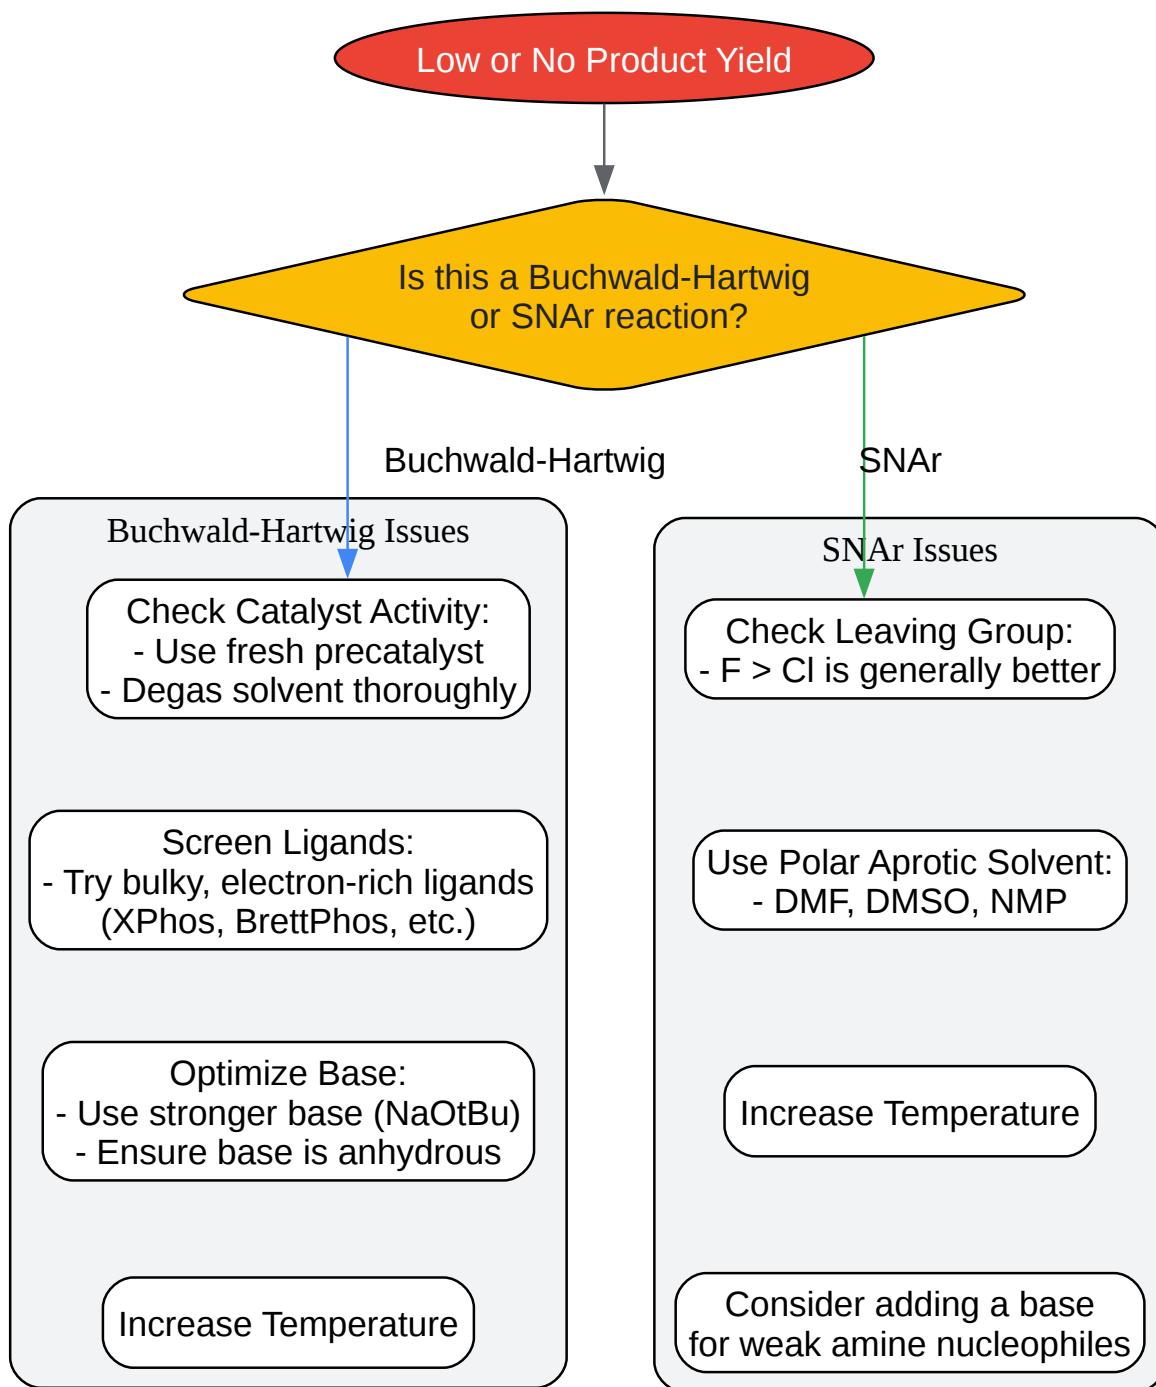 Low or No Product Yield
Is this a Buchwald-Hartwig
or SNAr reaction?
Buchwald-Hartwig
SNAr
Buchwald-Hartwig Issues
Check Catalyst Activity:
- Use fresh precatalyst
- Degas solvent thoroughly
Screen Ligands:
- Try bulky, electron-rich ligands
(XPhos, BrettPhos, etc.)
Optimize Base:
- Use stronger base (NaOtBu)
- Ensure base is anhydrous
Increase Temperature
SNAr Issues
Check Leaving Group:
- F > Cl is generally better
Use Polar Aprotic Solvent:
- DMF, DMSO, NMP
Increase Temperature
Consider adding a base
for weak amine nucleophiles